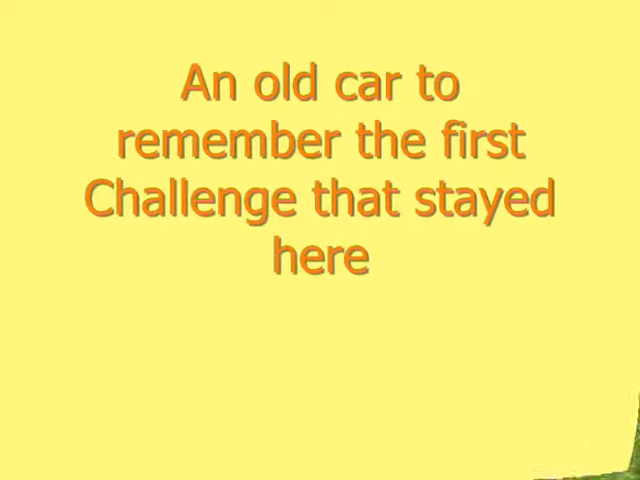 An old car to
remember the first
Challenge that stayed
here